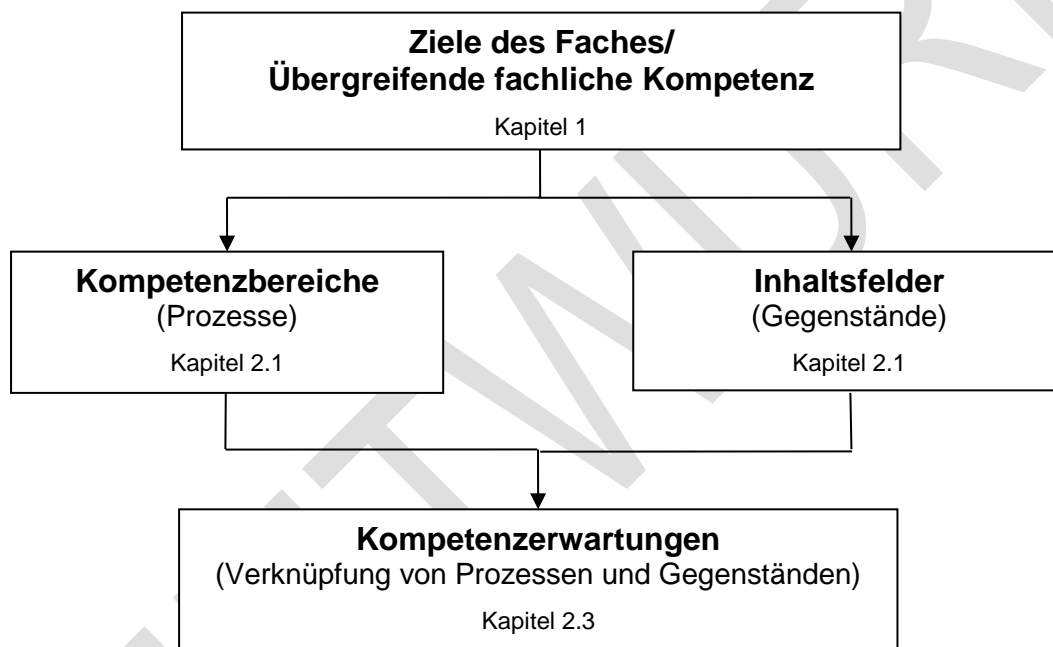 Ziele des Faches/
Übergreifende fachliche Kompetenz
Kapitel 1
Kompetenzbereiche
(Prozesse)
Kapitel 2.1
Inhaltsfelder
(Gegenstände)
Kapitel 2.1
Kompetenzerwartungen
(Verknüpfung von Prozessen und Gegenständen)
Kapitel 2.3